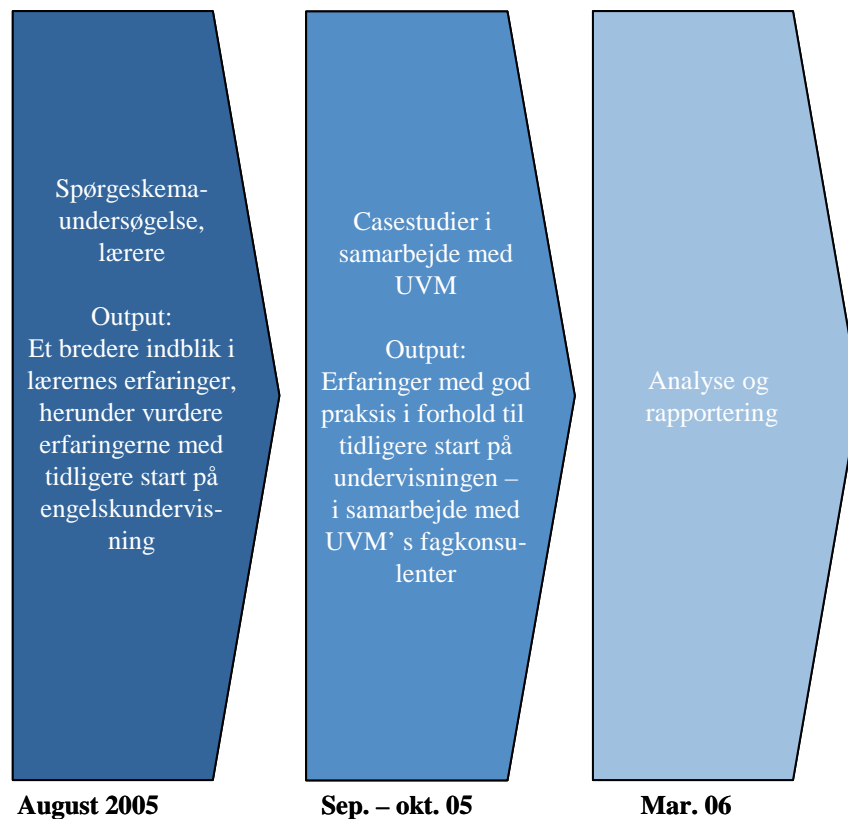 Spørgeskema-
undersøgelse,
lærere
Output:
Et bredere indblik i
lærernes erfaringer,
herunder vurdere
erfaringerne med
tidligere start på
engelskundervis-
ning
August 2005
Casestudier i
samarbejde med
UVM
Output:
Erfaringer med god
praksis i forhold til
tidligere start på
undervisningen –
i samarbejde med
UVM’ s fagkonsu-
lenter
Sep. – okt. 05
Analyse og
rapportering
Mar. 06